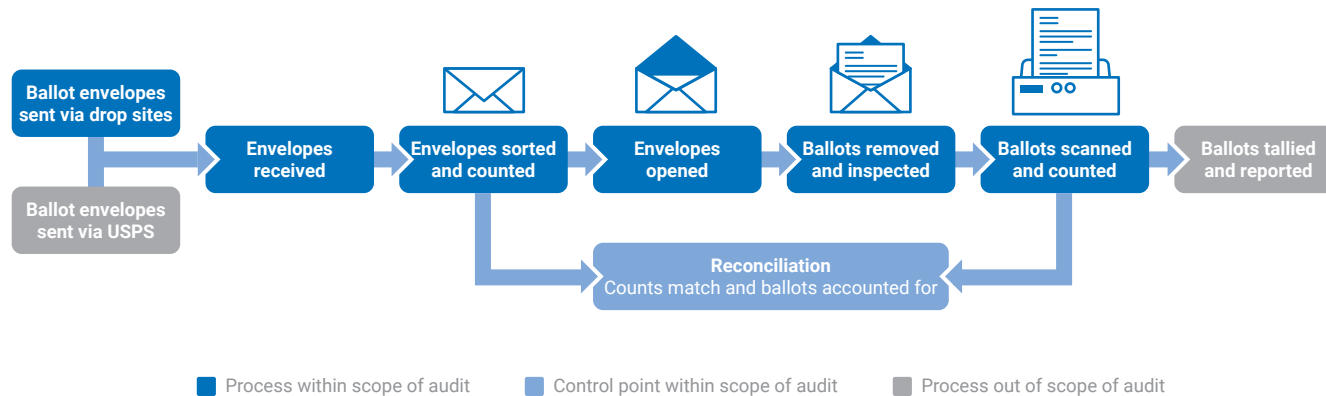 Ballot envelopes
sent via drop sites
Ballot envelopes
sent via USPS
Envelopes
received
Envelopes sorted
and counted
Envelopes
opened
Ballots removed
and inspected
Ballots scanned
and counted
Ballots tallied
and reported
Reconciliation
Counts match and ballots accounted for
Process within scope of audit
Control point within scope of audit
Process out of scope of audit